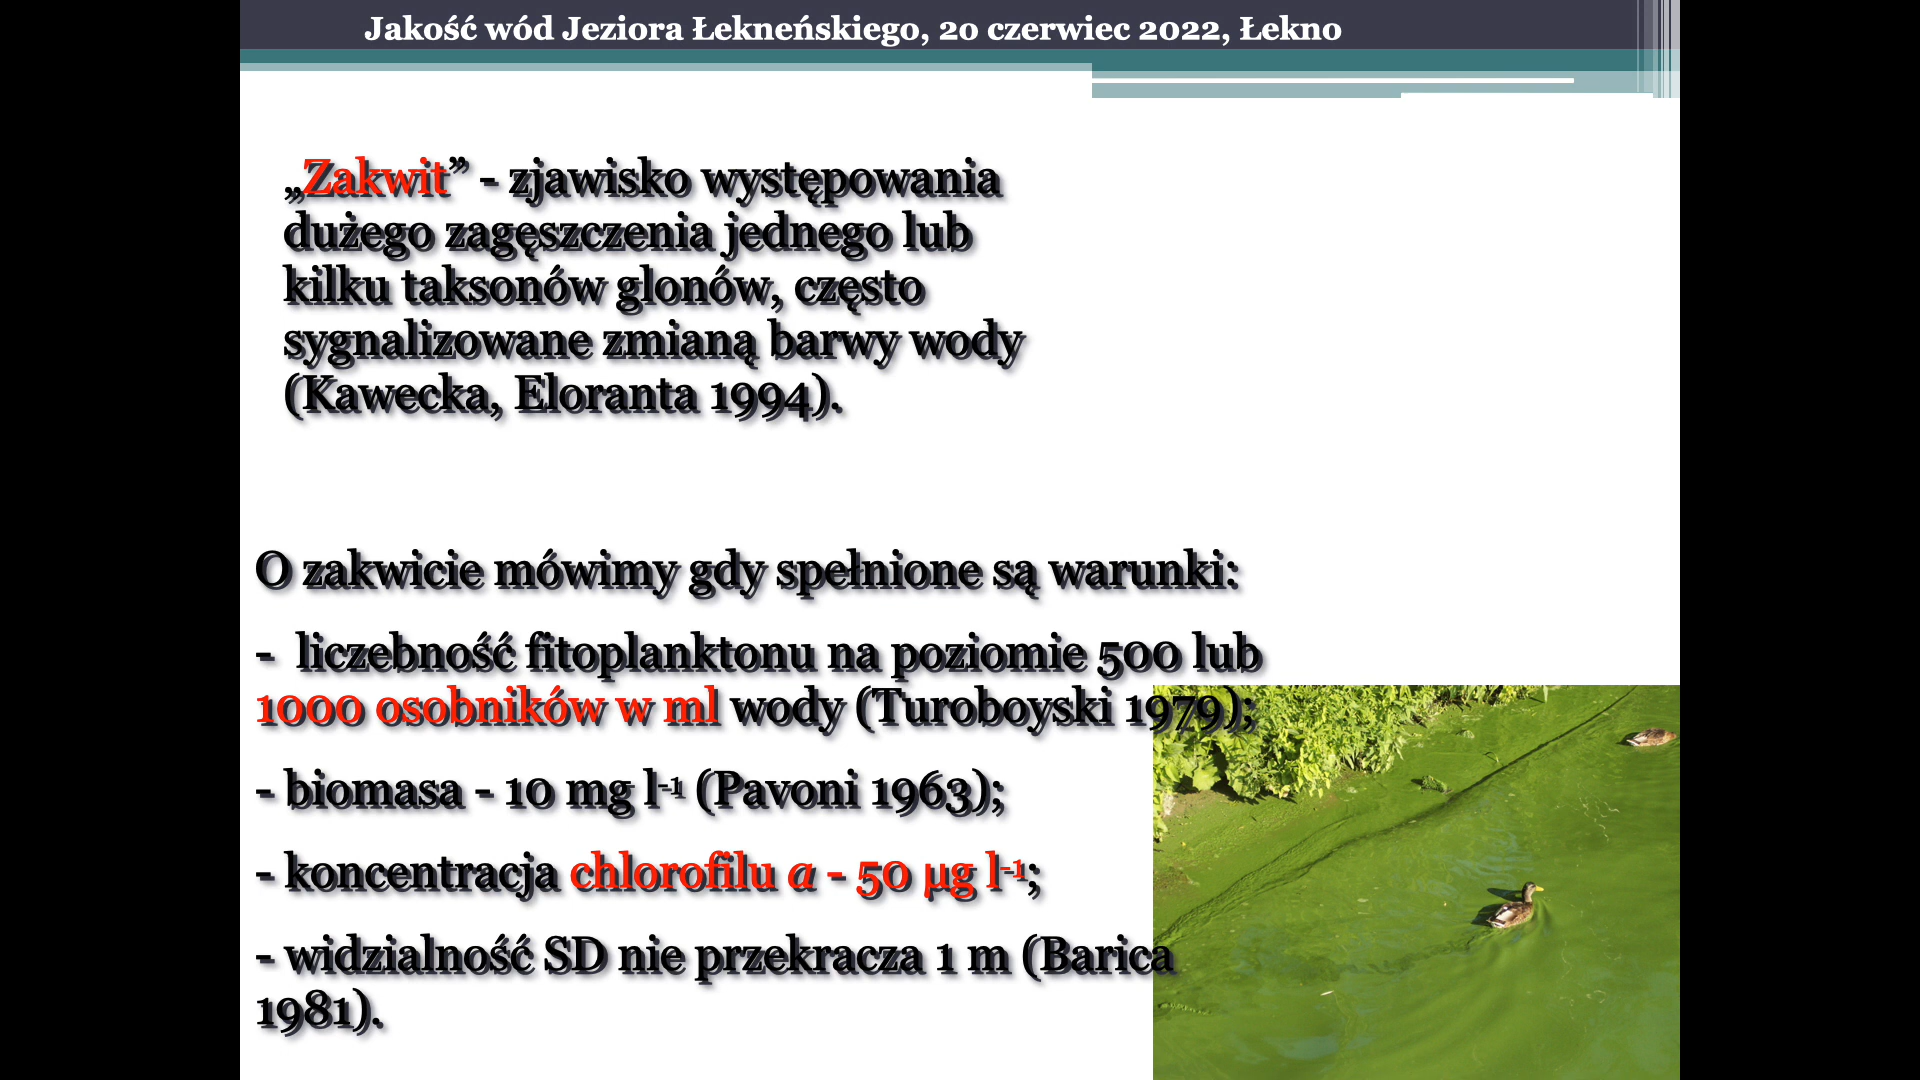 Jakość wód Jeziora Łekneńskiego, 20 czerwiec 2022, Łekno
„Zakwit” - zjawisko występowania
dużego zagęszczenia jednego lub
kilku taksonów glonów, często
sygnalizowane zmianą barwy wody
(Kawecka, Eloranta 1994).
O zakwicie mówimy gdy spełnione są warunki:
- liczebność fitoplanktonu na poziomie 500 lub
1000 osobników w ml wody (Turoboyski 1979);
- biomasa - 10 mg l⁻¹ (Pavoni 1963);
- koncentracja chlorofilu a - 50 μg l⁻¹;
- widzialność SD nie przekracza 1 m (Barica
1981).